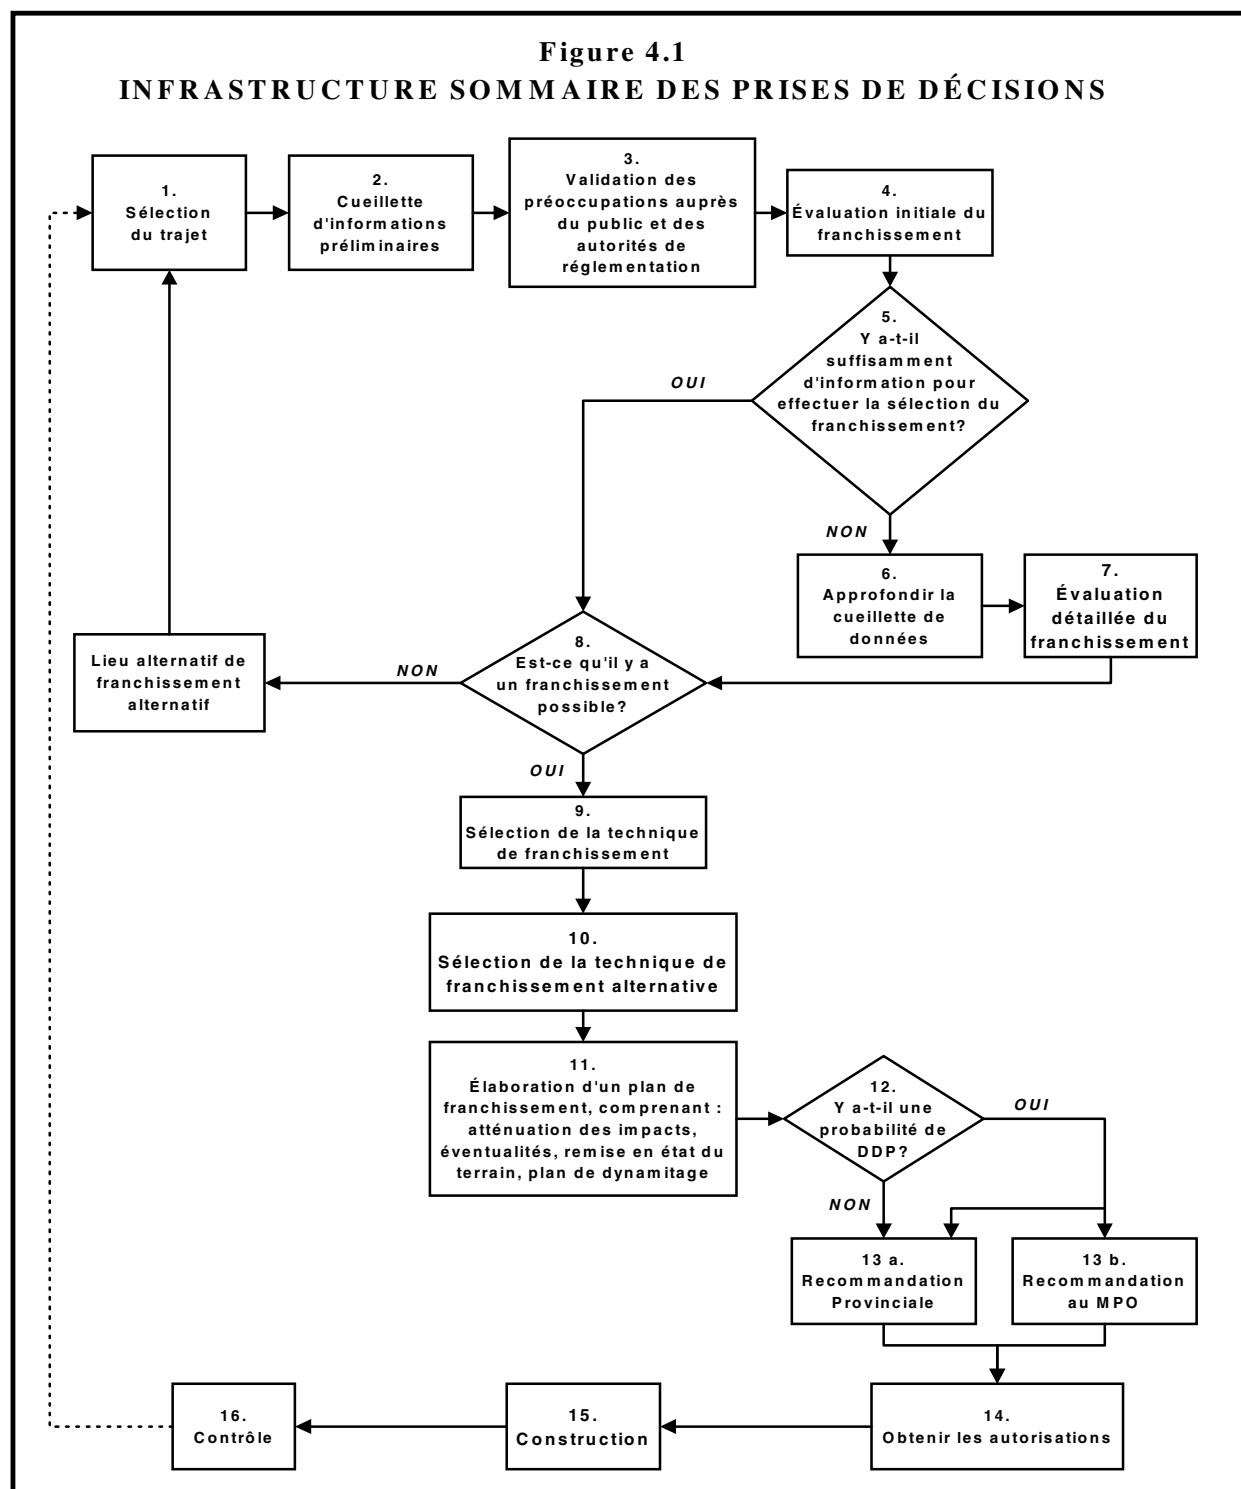 Figure 4.1
INFRASTRUCTURE SOMMAIRE DES PRISES DE DÉCISIONS
1.
Sélection
du trajet
2.
Cueillette
d'informations
préliminaires
3.
Validation des
préoccupations auprès
du public et des
autorités de
réglementation
4.
Évaluation initiale du
franchissement
5.
Y a-t-il
suffisamment
d'information pour
effectuer la sélection du
franchissement?
OUI
NON
6.
Approfondir la
cueillette de
données
7.
Évaluation
détaillée du
franchissement
8.
Est-ce qu'il y a
un franchissement
possible?
NON
Lieu alternatif de
franchissement
alternatif
OUI
9.
Sélection de la technique
de franchissement
10.
Sélection de la technique de
franchissement alternative
11.
Élaboration d'un plan de
franchissement, comprenant :
atténuation des impacts,
éventualités, remise en état du
terrain, plan de dynamitage
12.
Y a-t-il une
probabilité de
DDP?
OUI
NON
13 a.
Recommandation
Provinciale
13 b.
Recommandation
au MPO
14.
Obtenir les autorisations
15.
Construction
16.
Contrôle